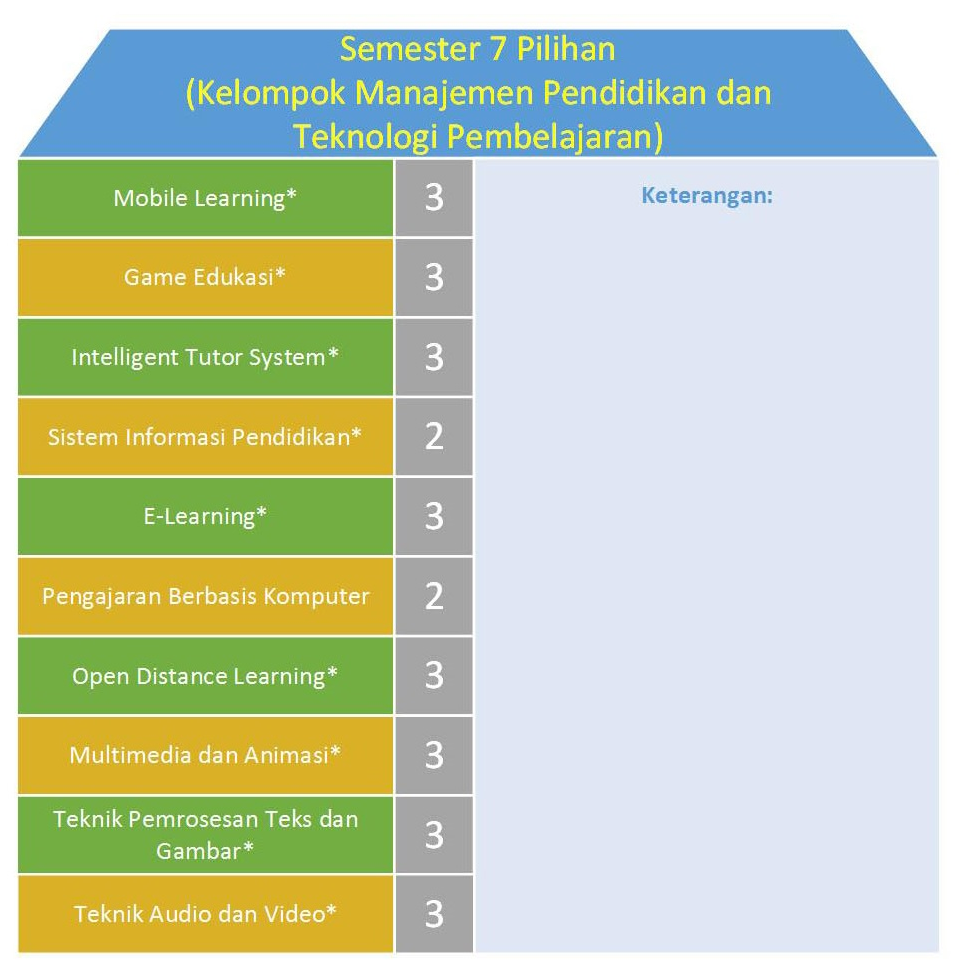 Semester 7 Pilihan
(Kelompok Manajemen Pendidikan dan
Teknologi Pembelajaran)
Mobile Learning* 3
Keterangan:
Game Edukasi* 3
Intelligent Tutor System* 3
Sistem Informasi Pendidikan* 2
E-Learning* 3
Pengajaran Berbasis Komputer 2
Open Distance Learning* 3
Multimedia dan Animasi* 3
Teknik Pemrosesan Teks dan
Gambar* 3
Teknik Audio dan Video* 3